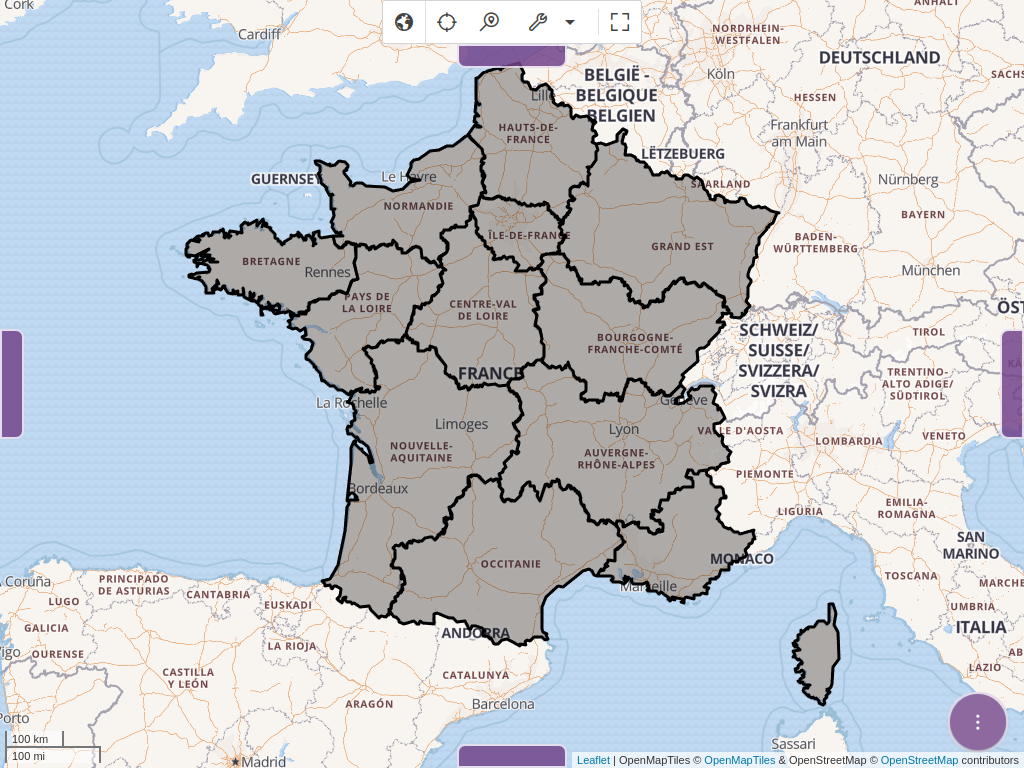 Cork
Cardiff
ANHALT
NORDRHEIN-
WESTFALEN
DEUTSCHLAND
Köln
BELGIË -
BELGIQUE
BELGIEN
SACHS
HESSEN
Lille
HAUTS-DE-
FRANCE
Frankfurt
am Main
LËTZEBUERG
GUERNSEY
Le Havre
SAARLAND
Nürnberg
NORMANDIE
BAYERN
ÎLE-DE-FRANCE
GRAND EST
BADEN-
WÜRTTEMBERG
BRETAGNE
Rennes
München
PAYS DE
LA LOIRE
CENTRE-VAL
DE LOIRE
ÖST
SCHWEIZ/
SUISSE/
SVIZZERA/
SVIZRA
TIROL
BOURGOGNE-
FRANCHE-COMTÉ
FRANCE
TRENTINO-
ALTO ADIGE/
SÜDTIROL
La Rochelle
Genève
Limoges
Lyon
VALLE D'AOSTA
LOMBARDIA
VENETO
NOUVELLE-
AQUITAINE
AUVERGNE-
RHÔNE-ALPES
PIEMONTE
Bordeaux
LIGURIA
EMILIA-
ROMAGNA
SAN
MARINO
MONACO
OCCITANIE
Marseille
TOSCANA
MARCHE
A Coruña
PRINCIPADO
DE ASTURIAS
CANTABRIA
LUGO
EUSKADI
UMBRIA
GALICIA
ANDORRA
ITALIA
Vigo
OURENSE
LA RIOJA
AB
LAZIO
CASTILLA
Y LEÓN
CATALUNYA
ARAGÓN
Barcelona
Porto
100 km
100 mi
Madrid
Sassari
Leaflet | OpenMapTiles © OpenMapTiles & OpenStreetMap © OpenStreetMap contributors